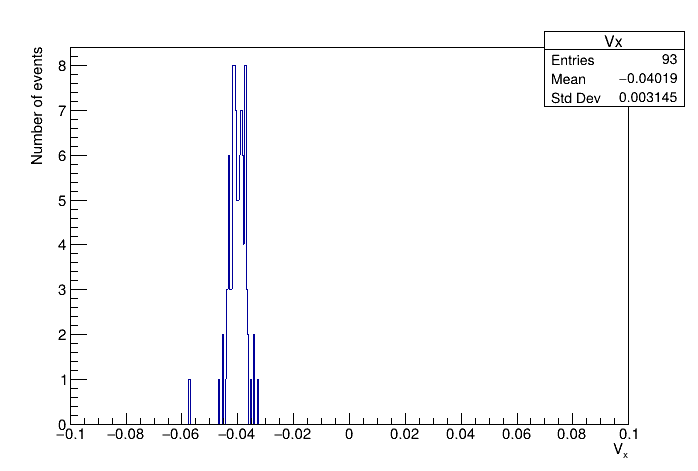 Vx
Entries 93
Mean −0.04019
Std Dev 0.003145
Number of events
8
7
6
5
4
3
2
1
0
−0.1 −0.08 −0.06 −0.04 −0.02 0 0.02 0.04 0.06 0.08 0.1
Vx